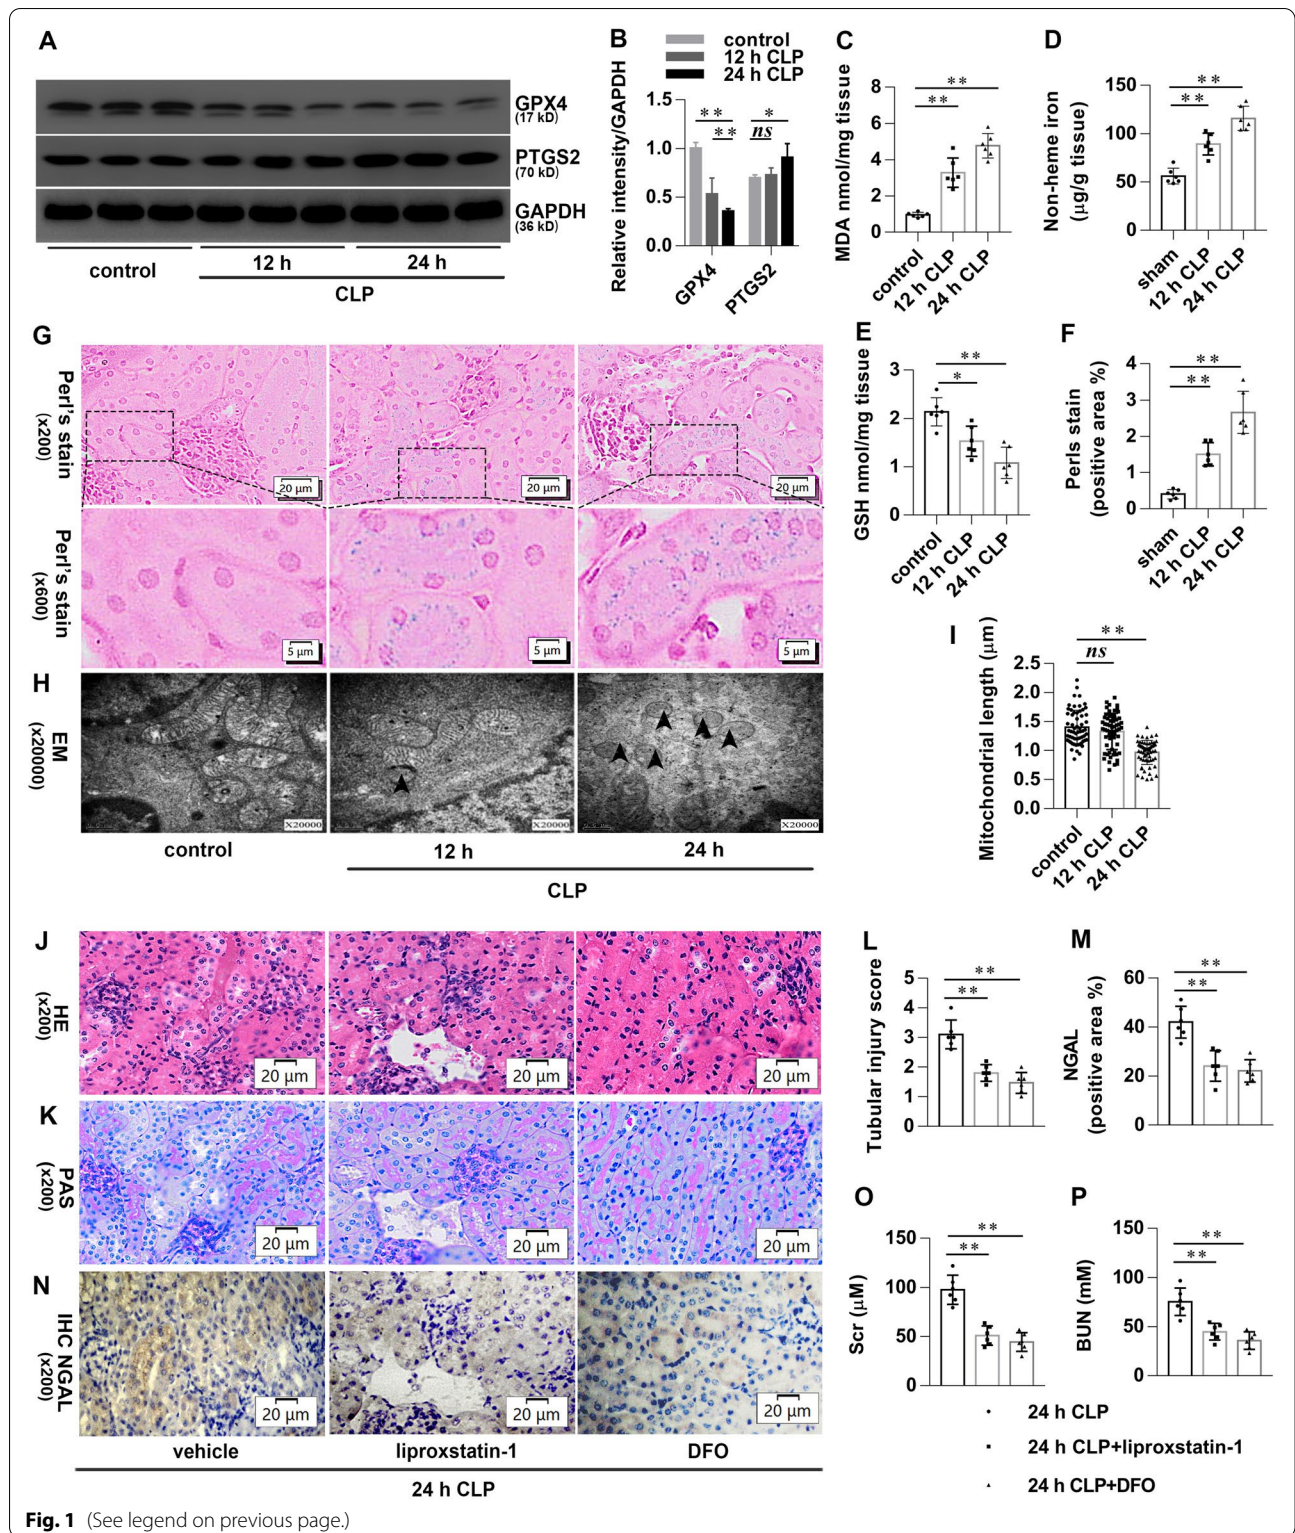 A
GPX4
(17 kD)
PTGS2
(70 kD)
GAPDH
(36 kD)
control
12 h
24 h
CLP
B
control
12 h CLP
24 h CLP
Relative intensity/GAPDH
1.5
1.0
0.5
0.0
** 
**
ns
*
GPX4
PTGS2
C
MDA nmol/mg tissue
8
6
4
2
0
**
**
control
12 h CLP
24 h CLP
D
Non-heme iron
(μg/g tissue)
150
100
50
0
**
**
sham
12 h CLP
24 h CLP
E
GSH nmol/mg tissue
3
2
1
0
**
*
control
12 h CLP
24 h CLP
F
Perls stain
(positive area %)
4
3
2
1
0
**
**
sham
12 h CLP
24 h CLP
G
Perl's stain
(x200)
20 μm
20 μm
20 μm
Perl's stain
(x600)
5 μm
5 μm
5 μm
H
EM
(x20000)
X20000
X20000
X20000
control
12 h
24 h
CLP
I
Mitochondrial length (μm)
2.5
2.0
1.5
1.0
0.5
0.0
**
ns
control
12 h CLP
24 h CLP
J
HE
(x200)
20 μm
20 μm
20 μm
K
PAS
(x200)
20 μm
20 μm
20 μm
N
IHC NGAL
(x200)
20 μm
20 μm
20 μm
vehicle
liproxstatin-1
DFO
24 h CLP
L
Tubular injury score
5
4
3
2
1
0
**
**
M
NGAL
(positive area %)
60
40
20
0
**
**
O
Scr (μM)
150
100
50
0
**
**
P
BUN (mM)
150
100
50
0
**
**
24 h CLP
24 h CLP+liproxstatin-1
24 h CLP+DFO
Fig. 1 (See legend on previous page.)